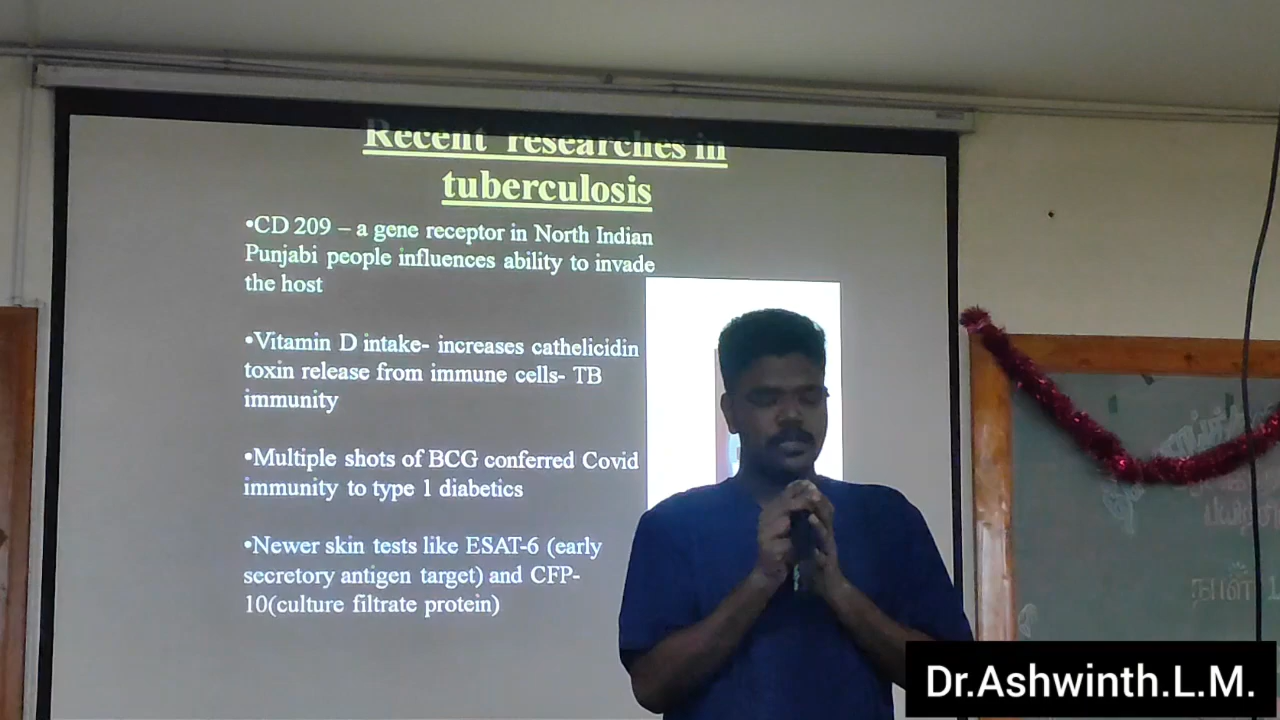 Recent researches in
tuberculosis
•CD 209 – a gene receptor in North Indian
Punjabi people influences ability to invade
the host
•Vitamin D intake- increases cathelicidin
toxin release from immune cells- TB
immunity
•Multiple shots of BCG conferred Covid
immunity to type 1 diabetics
•Newer skin tests like ESAT-6 (early
secretory antigen target) and CFP-
10(culture filtrate protein)
நாள்
Dr.Ashwinth.L.M.